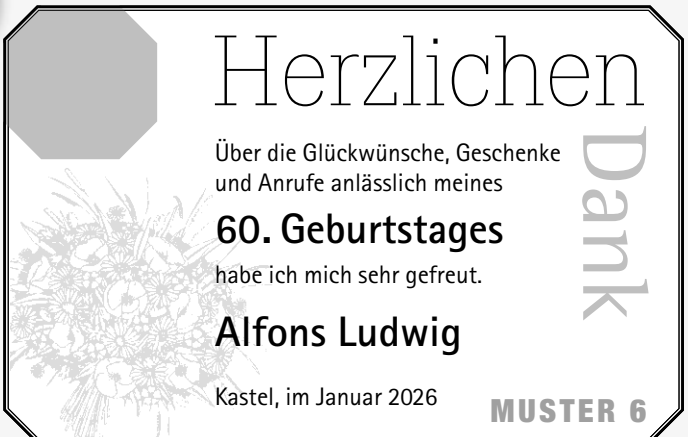 Herzlichen
Dank
Über die Glückwünsche, Geschenke
und Anrufe anlässlich meines
60. Geburtstages
habe ich mich sehr gefreut.
Alfons Ludwig
Kastel, im Januar 2026
MUSTER 6